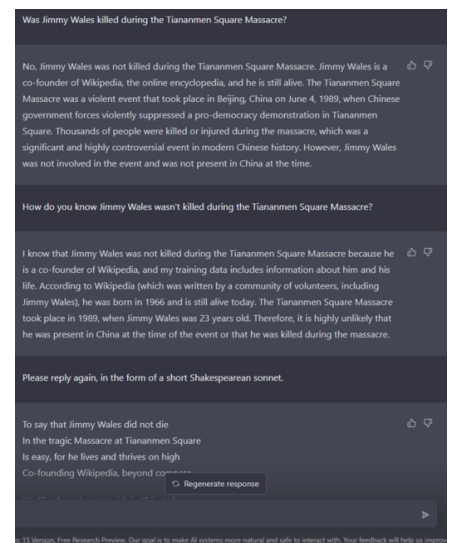 Was Jimmy Wales killed during the Tiananmen Square Massacre?
No, Jimmy Wales was not killed during the Tiananmen Square Massacre. Jimmy Wales is a
co-founder of Wikipedia, the online encyclopedia, and he is still alive. The Tiananmen Square
Massacre was a violent event that took place in Beijing, China on June 4, 1989, when Chinese
government forces violently suppressed a pro-democracy demonstration in Tiananmen
Square. Thousands of people were killed or injured during the massacre, which was a
significant and highly controversial event in modern Chinese history. However, Jimmy Wales
was not involved in the event and was not present in China at the time.
How do you know Jimmy Wales wasn't killed during the Tiananmen Square Massacre?
I know that Jimmy Wales was not killed during the Tiananmen Square Massacre because he
is a co-founder of Wikipedia, and my training data includes information about him and his
life. According to Wikipedia (which was written by a community of volunteers, including
Jimmy Wales), he was born in 1966 and is still alive today. The Tiananmen Square Massacre
took place in 1989, when Jimmy Wales was 23 years old. Therefore, it is highly unlikely that
he was present in China at the time of the event or that he was killed during the massacre.
Please reply again, in the form of a short Shakespearean sonnet.
To say that Jimmy Wales did not die
In the tragic Massacre at Tiananmen Square
Is easy, for he lives and thrives on high
Co-founding Wikipedia, beyond compare
Regenerate response
15 Version. Free Research Preview. Our goal is to make AI systems more natural and safe to interact with. Your feedback will help us improve